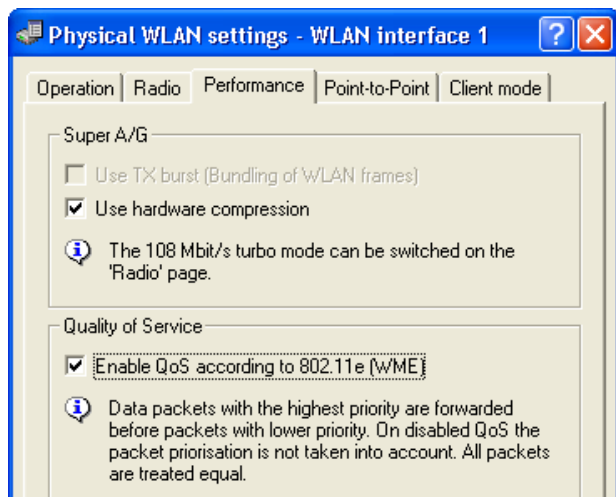 Physical WLAN settings - WLAN interface 1
Operation Radio Performance Point-to-Point Client mode
Super A/G
Use TX burst (Bundling of WLAN frames)
Use hardware compression
The 108 Mbit/s turbo mode can be switched on the
'Radio' page.
Quality of Service
Enable QoS according to 802.11e (WME)
Data packets with the highest priority are forwarded
before packets with lower priority. On disabled QoS the
packet priorisation is not taken into account. All packets
are treated equal.